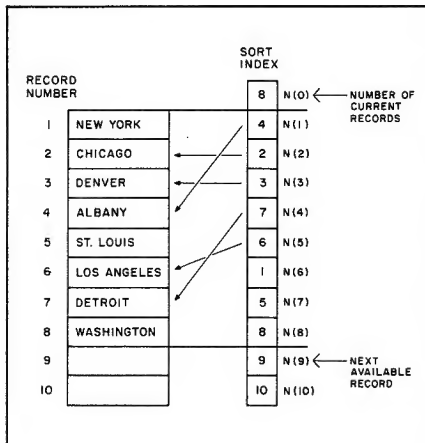 SORT
INDEX
RECORD
NUMBER
8 N(0) NUMBER OF
CURRENT
RECORDS
1 NEW YORK 4 N(1)
2 CHICAGO 2 N(2)
3 DENVER 3 N(3)
4 ALBANY 7 N(4)
5 ST. LOUIS 6 N(5)
6 LOS ANGELES 1 N(6)
7 DETROIT 5 N(7)
8 WASHINGTON 8 N(8)
9 9 N(9) NEXT
AVAILABLE
RECORD
10 10 N(10)